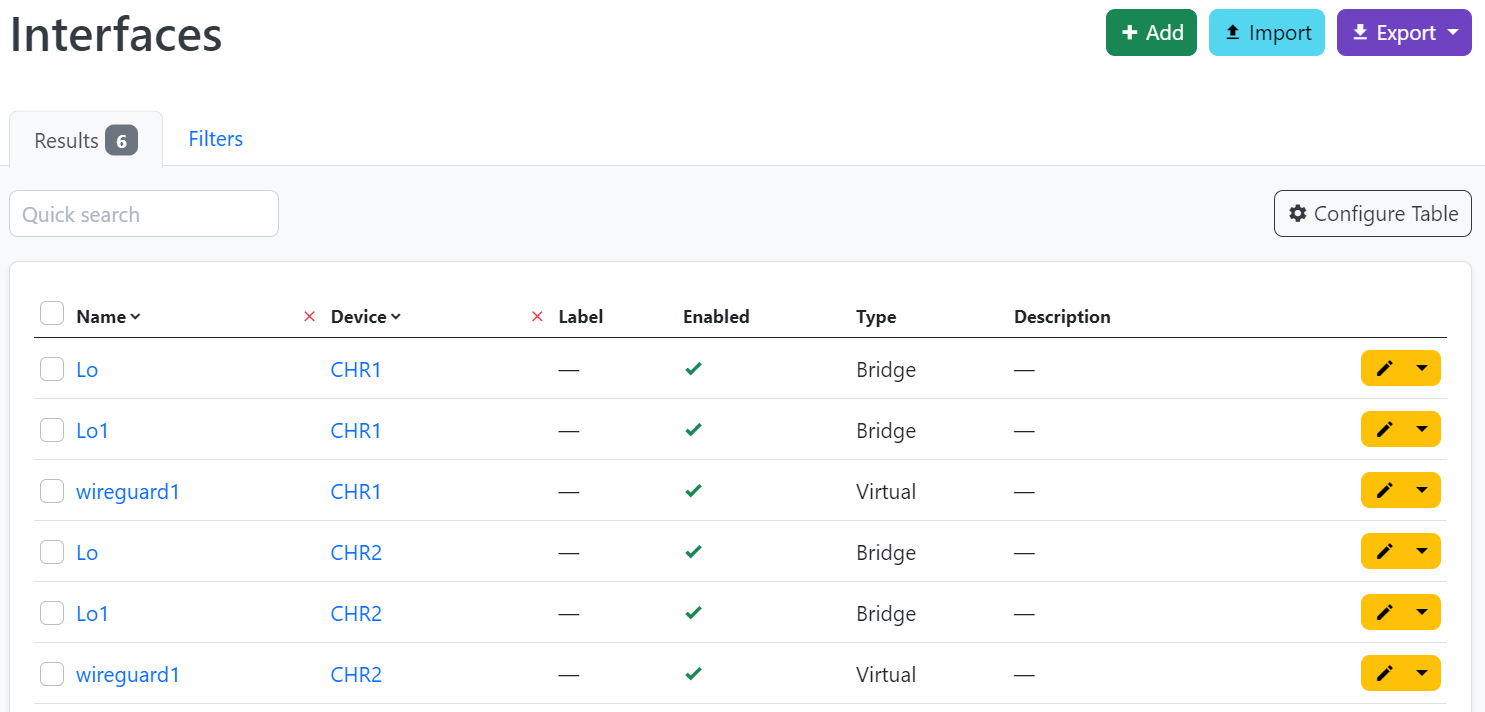 Interfaces
Add Import Export
Results 6 Filters
Quick search
Configure Table
Name Device Label Enabled Type Description
Lo CHR1 — Bridge —
Lo1 CHR1 — Bridge —
wireguard1 CHR1 — Virtual —
Lo CHR2 — Bridge —
Lo1 CHR2 — Bridge —
wireguard1 CHR2 — Virtual —